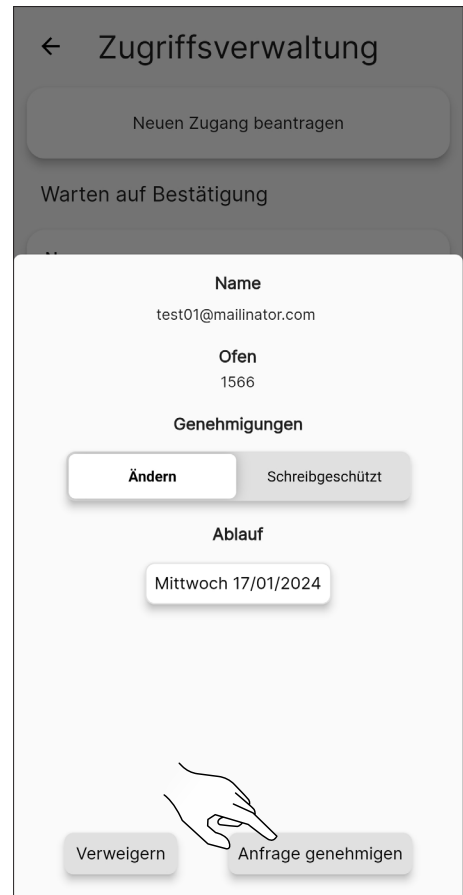 Zugriffsverwaltung
Neuen Zugang beantragen
Warten auf Bestätigung
Name
test01@mailinator.com
Ofen
1566
Genehmigungen
Ändern Schreibgeschützt
Ablauf
Mittwoch 17/01/2024
Verweigern Anfrage genehmigen